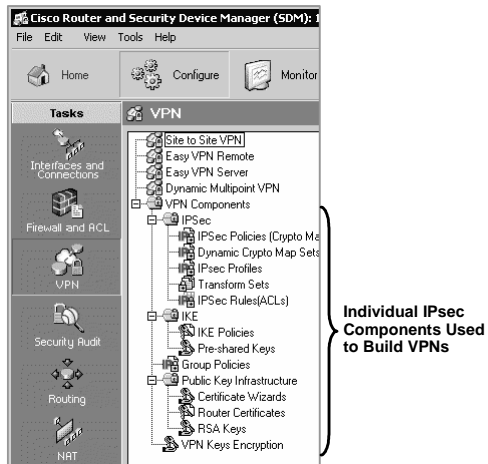 Cisco Router and Security Device Manager (SDM): 1
File Edit View Tools Help
Home Configure Monitor
Tasks
VPN
Interfaces and
Connections
Firewall and ACL
VPN
Security Audit
Routing
NAT
Site to Site VPN
Easy VPN Remote
Easy VPN Server
Dynamic Multipoint VPN
VPN Components
IPSec
IPSec Policies (Crypto Ma
Dynamic Crypto Map Sets
IPsec Profiles
Transform Sets
IPSec Rules(ACLs)
IKE
IKE Policies
Pre-shared Keys
Group Policies
Public Key Infrastructure
Certificate Wizards
Router Certificates
RSA Keys
VPN Keys Encryption
Individual IPsec
Components Used
to Build VPNs